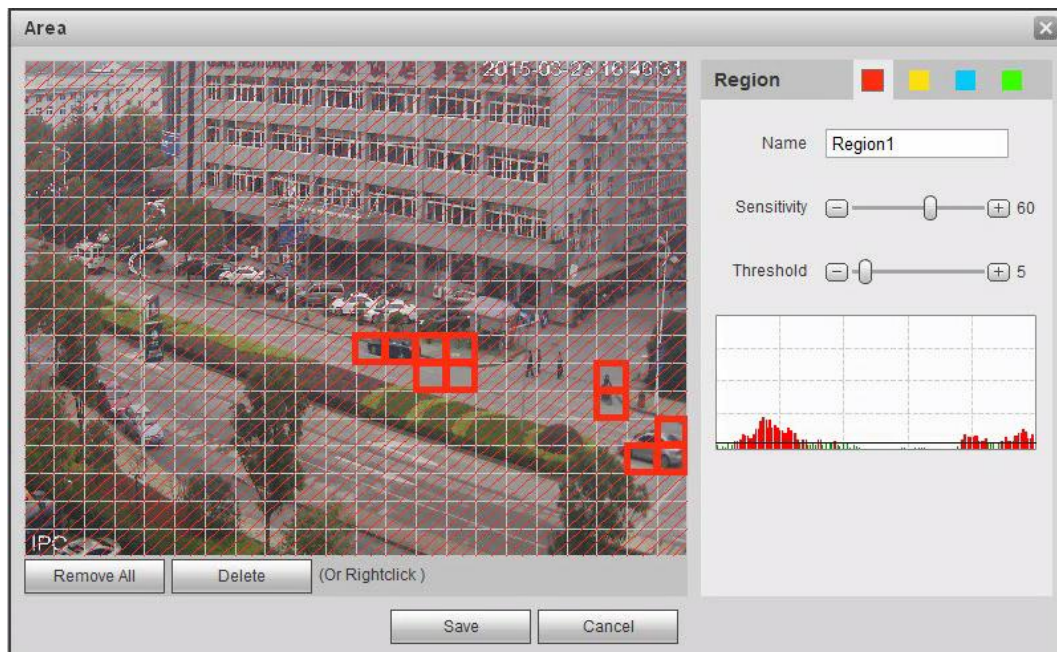 Area
2015-03-23 16:46:31
Region
Name Region1
Sensitivity 60
Threshold 5
IPC
Remove All Delete (Or Rightclick )
Save Cancel